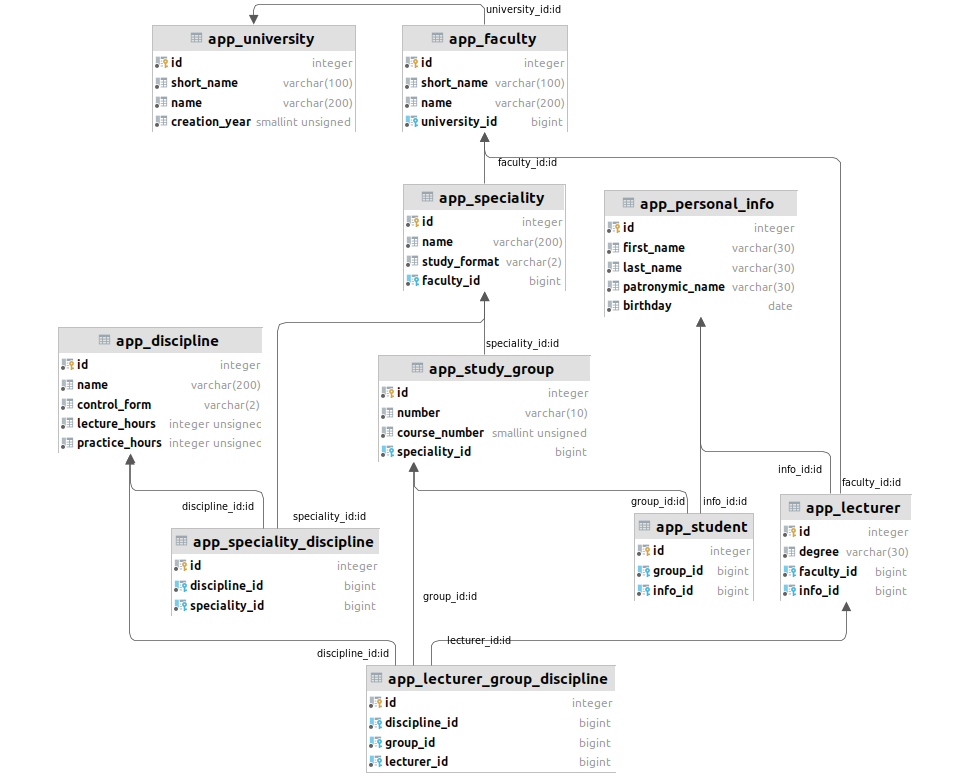 university_id:id
app_university
id integer
short_name varchar(100)
name varchar(200)
creation_year smallint unsigned
app_faculty
id integer
short_name varchar(100)
name varchar(200)
university_id bigint
faculty_id:id
app_speciality
id integer
name varchar(200)
study_format varchar(2)
faculty_id bigint
app_personal_info
id integer
first_name varchar(30)
last_name varchar(30)
patronymic_name varchar(30)
birthday date
app_discipline
id integer
name varchar(200)
control_form varchar(2)
lecture_hours integer unsigned
practice_hours integer unsigned
speciality_id:id
app_study_group
id integer
number varchar(10)
course_number smallint unsigned
speciality_id bigint
discipline_id:id
speciality_id:id
group_id:id
info_id:id
info_id:id
faculty_id:id
app_speciality_discipline
id integer
discipline_id bigint
speciality_id bigint
app_student
id integer
group_id bigint
info_id bigint
app_lecturer
id integer
degree varchar(30)
faculty_id bigint
info_id bigint
group_id:id
lecturer_id:id
discipline_id:id
app_lecturer_group_discipline
id integer
discipline_id bigint
group_id bigint
lecturer_id bigint